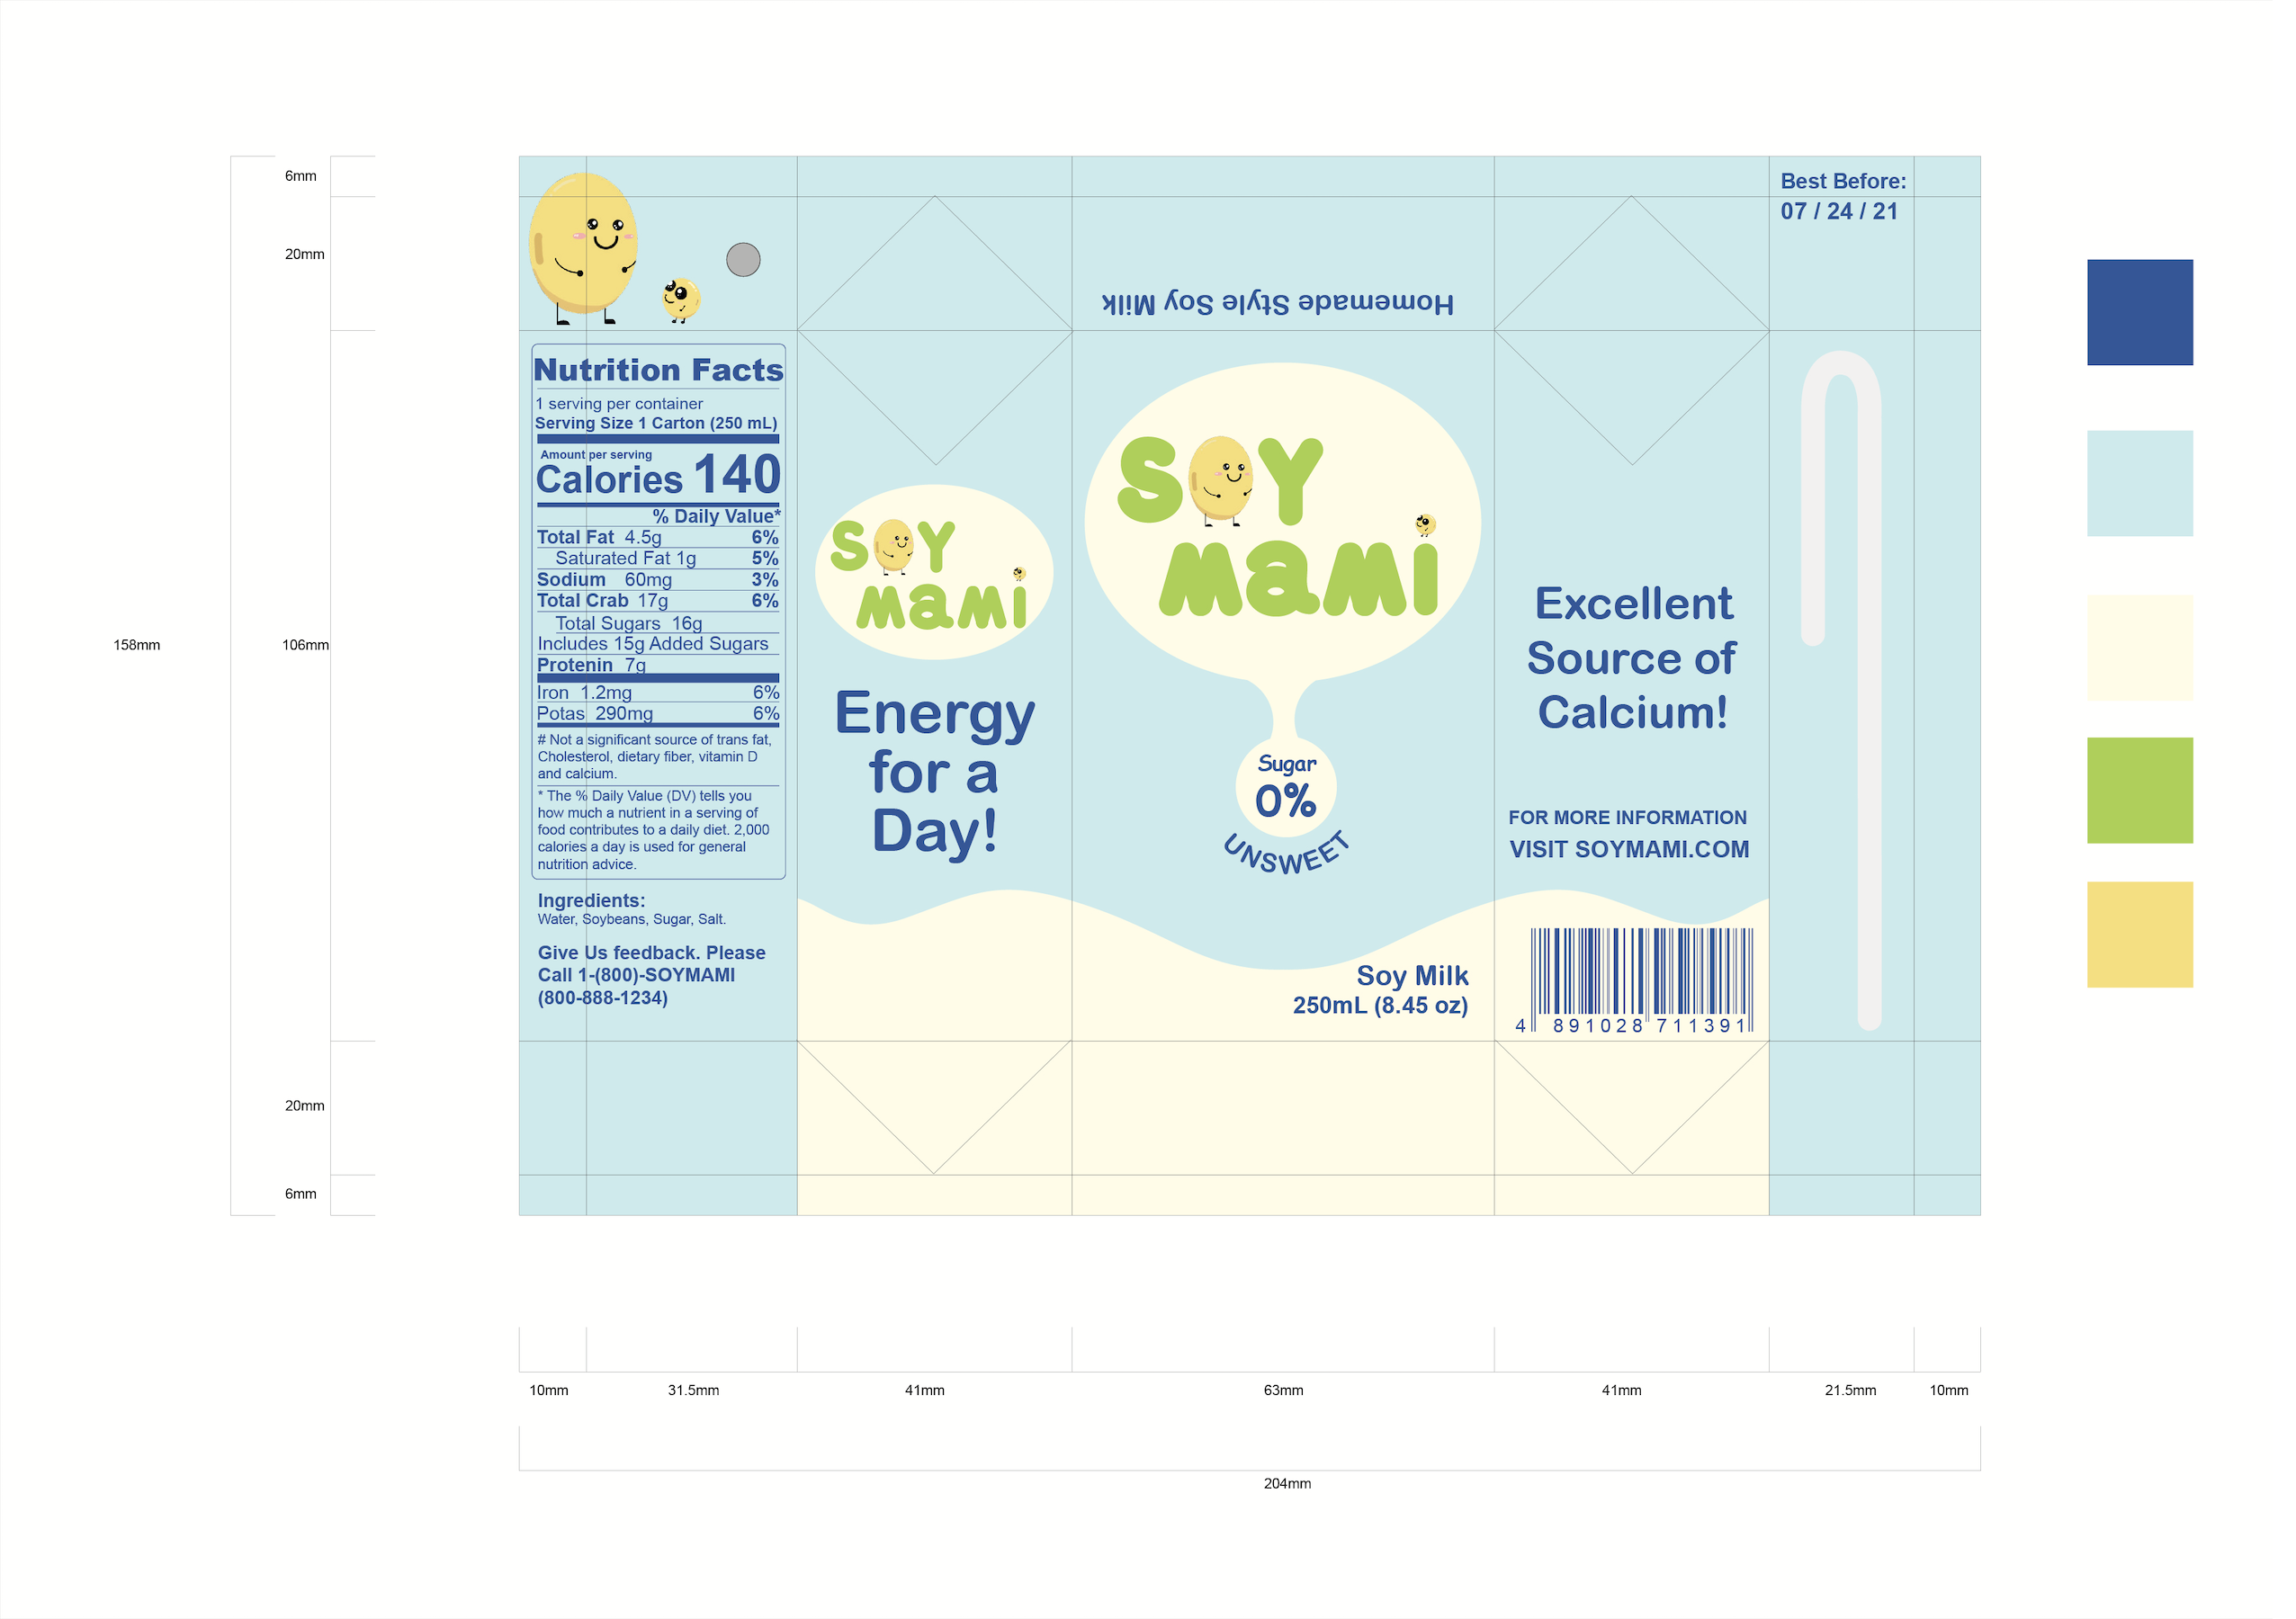 6mm
20mm
158mm
106mm
20mm
6mm
Nutrition Facts
1 serving per container
Serving Size 1 Carton (250 mL)
Amount per serving
Calories 140
% Daily Value*
Total Fat 4.5g 6%
Saturated Fat 1g 5%
Sodium 60mg 3%
Total Crab 17g 6%
Total Sugars 16g
Includes 15g Added Sugars
Protenin 7g
Iron 1.2mg 6%
Potas 290mg 6%
# Not a significant source of trans fat,
Cholesterol, dietary fiber, vitamin D
and calcium.
* The % Daily Value (DV) tells you
how much a nutrient in a serving of
food contributes to a daily diet. 2,000
calories a day is used for general
nutrition advice.
Ingredients:
Water, Soybeans, Sugar, Salt.
Give Us feedback. Please
Call 1-(800)-SOYMAMI
(800-888-1234)
SOY
mami
Energy
for a
Day!
Homemade Style Soy Milk
SOY
mami
Sugar
0%
UNSWEET
Soy Milk
250mL (8.45 oz)
Excellent
Source of
Calcium!
FOR MORE INFORMATION
VISIT SOYMAMI.COM
4 891028 711391
Best Before:
07 / 24 / 21
10mm 31.5mm 41mm 63mm 41mm 21.5mm 10mm
204mm